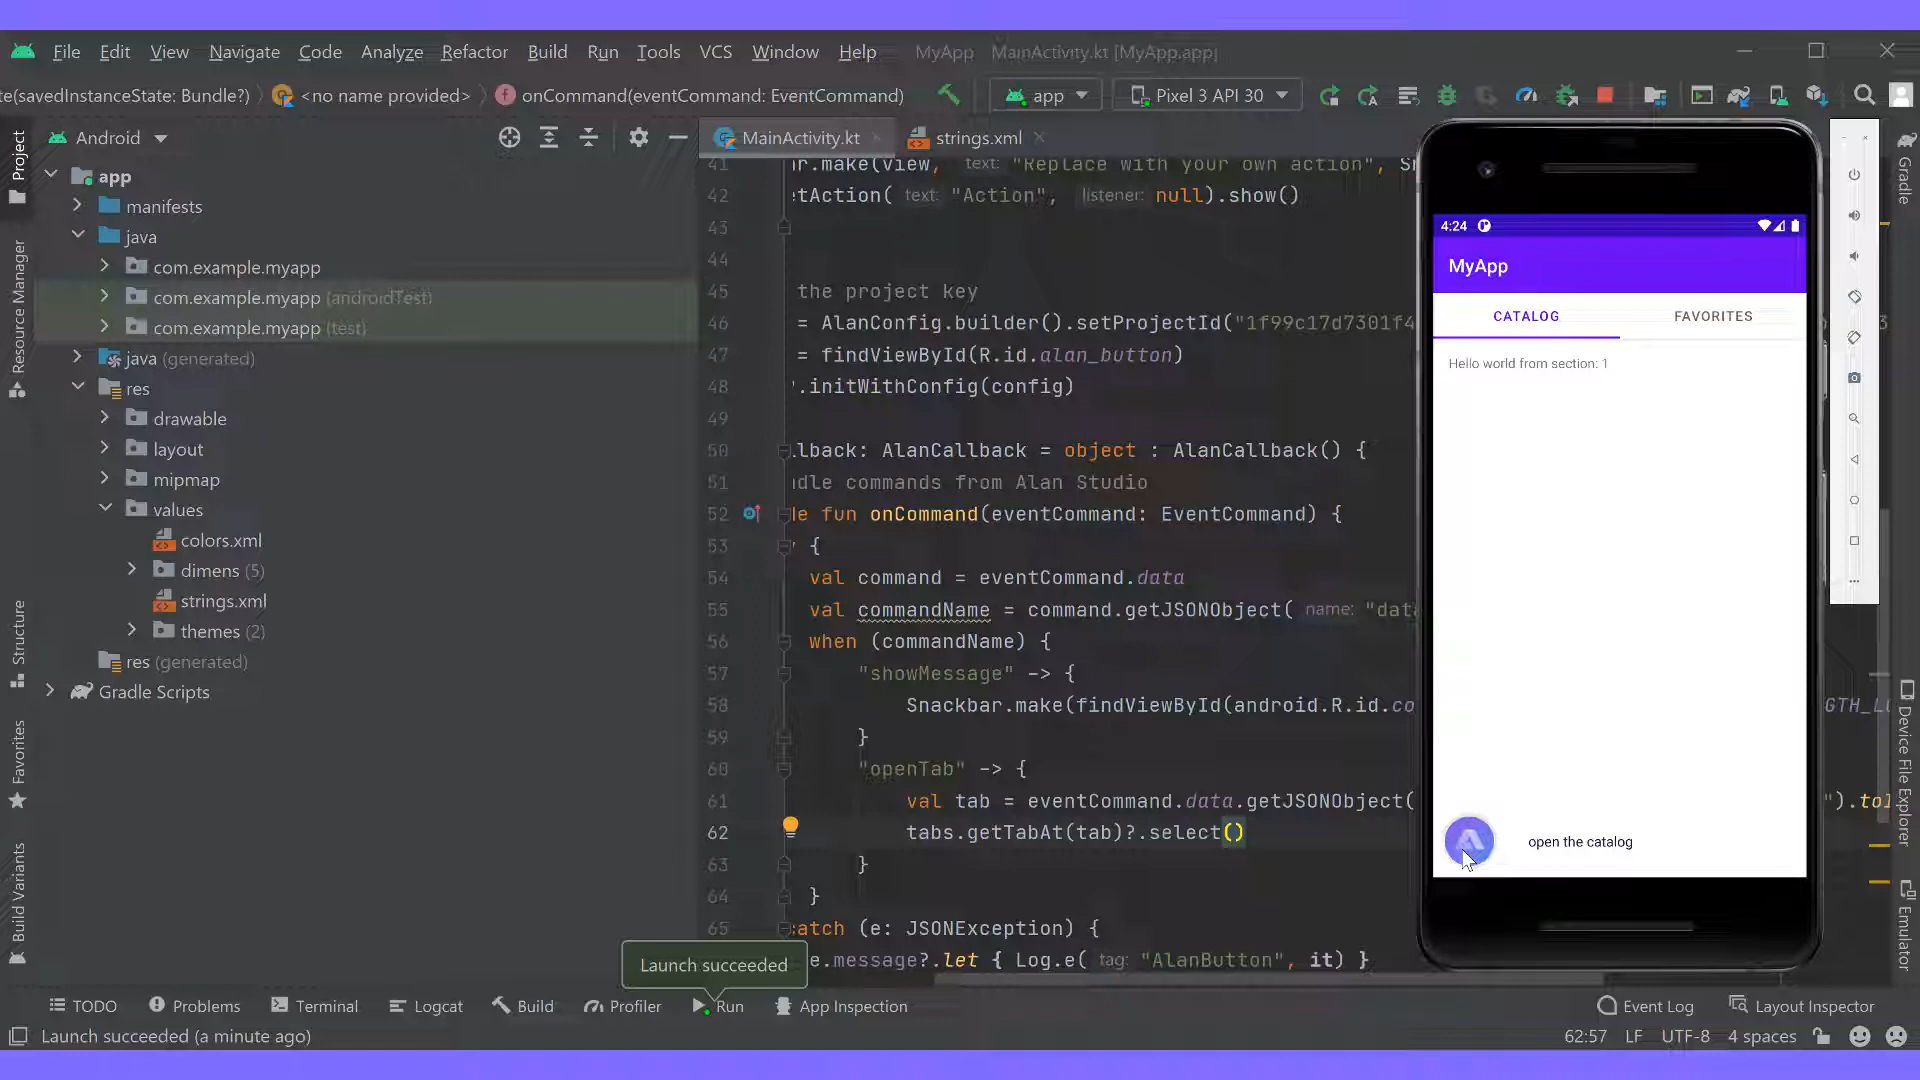 File Edit View Navigate Code Analyze Refactor Build Run Tools VCS Window Help MyApp MainActivity.kt [MyApp.app]
te(savedInstanceState: Bundle?) <no name provided> onCommand(eventCommand: EventCommand) app Pixel 3 API 30
Project
Resource Manager
Structure
Favorites
Build Variants
Android
app
manifests
java
com.example.myapp
com.example.myapp (androidTest)
com.example.myapp (test)
java (generated)
res
drawable
layout
mipmap
values
colors.xml
dimens (5)
strings.xml
themes (2)
res (generated)
Gradle Scripts
MainActivity.kt strings.xml
41 ar.make(view, text: "Replace with your own action",
42 etAction( text: "Action", listener: null).show()
43
44
45 the project key
46 = AlanConfig.builder().setProjectId("1f99c17d7301f4
47 = findViewById(R.id.alan_button)
48 .initWithConfig(config)
49
50 lback: AlanCallback = object : AlanCallback() {
51 ndle commands from Alan Studio
52 de fun onCommand(eventCommand: EventCommand) {
53 {
54 val command = eventCommand.data
55 val commandName = command.getJSONObject( name: "data
56 when (commandName) {
57 "showMessage" -> {
58 Snackbar.make(findViewById(android.R.id.co GTH_L
59 }
60 "openTab" -> {
61 val tab = eventCommand.data.getJSONObject( ").toI
62 tabs.getTabAt(tab)?.select()
63 }
64 }
65 catch (e: JSONException) {
e.message?.let { Log.e( tag: "AlanButton", it) }
4:24
MyApp
CATALOG FAVORITES
Hello world from section: 1
open the catalog
Gradle
Device File Explorer
Emulator
Launch succeeded
TODO Problems Terminal Logcat Build Profiler Run App Inspection Event Log Layout Inspector
Launch succeeded (a minute ago) 62:57 LF UTF-8 4 spaces